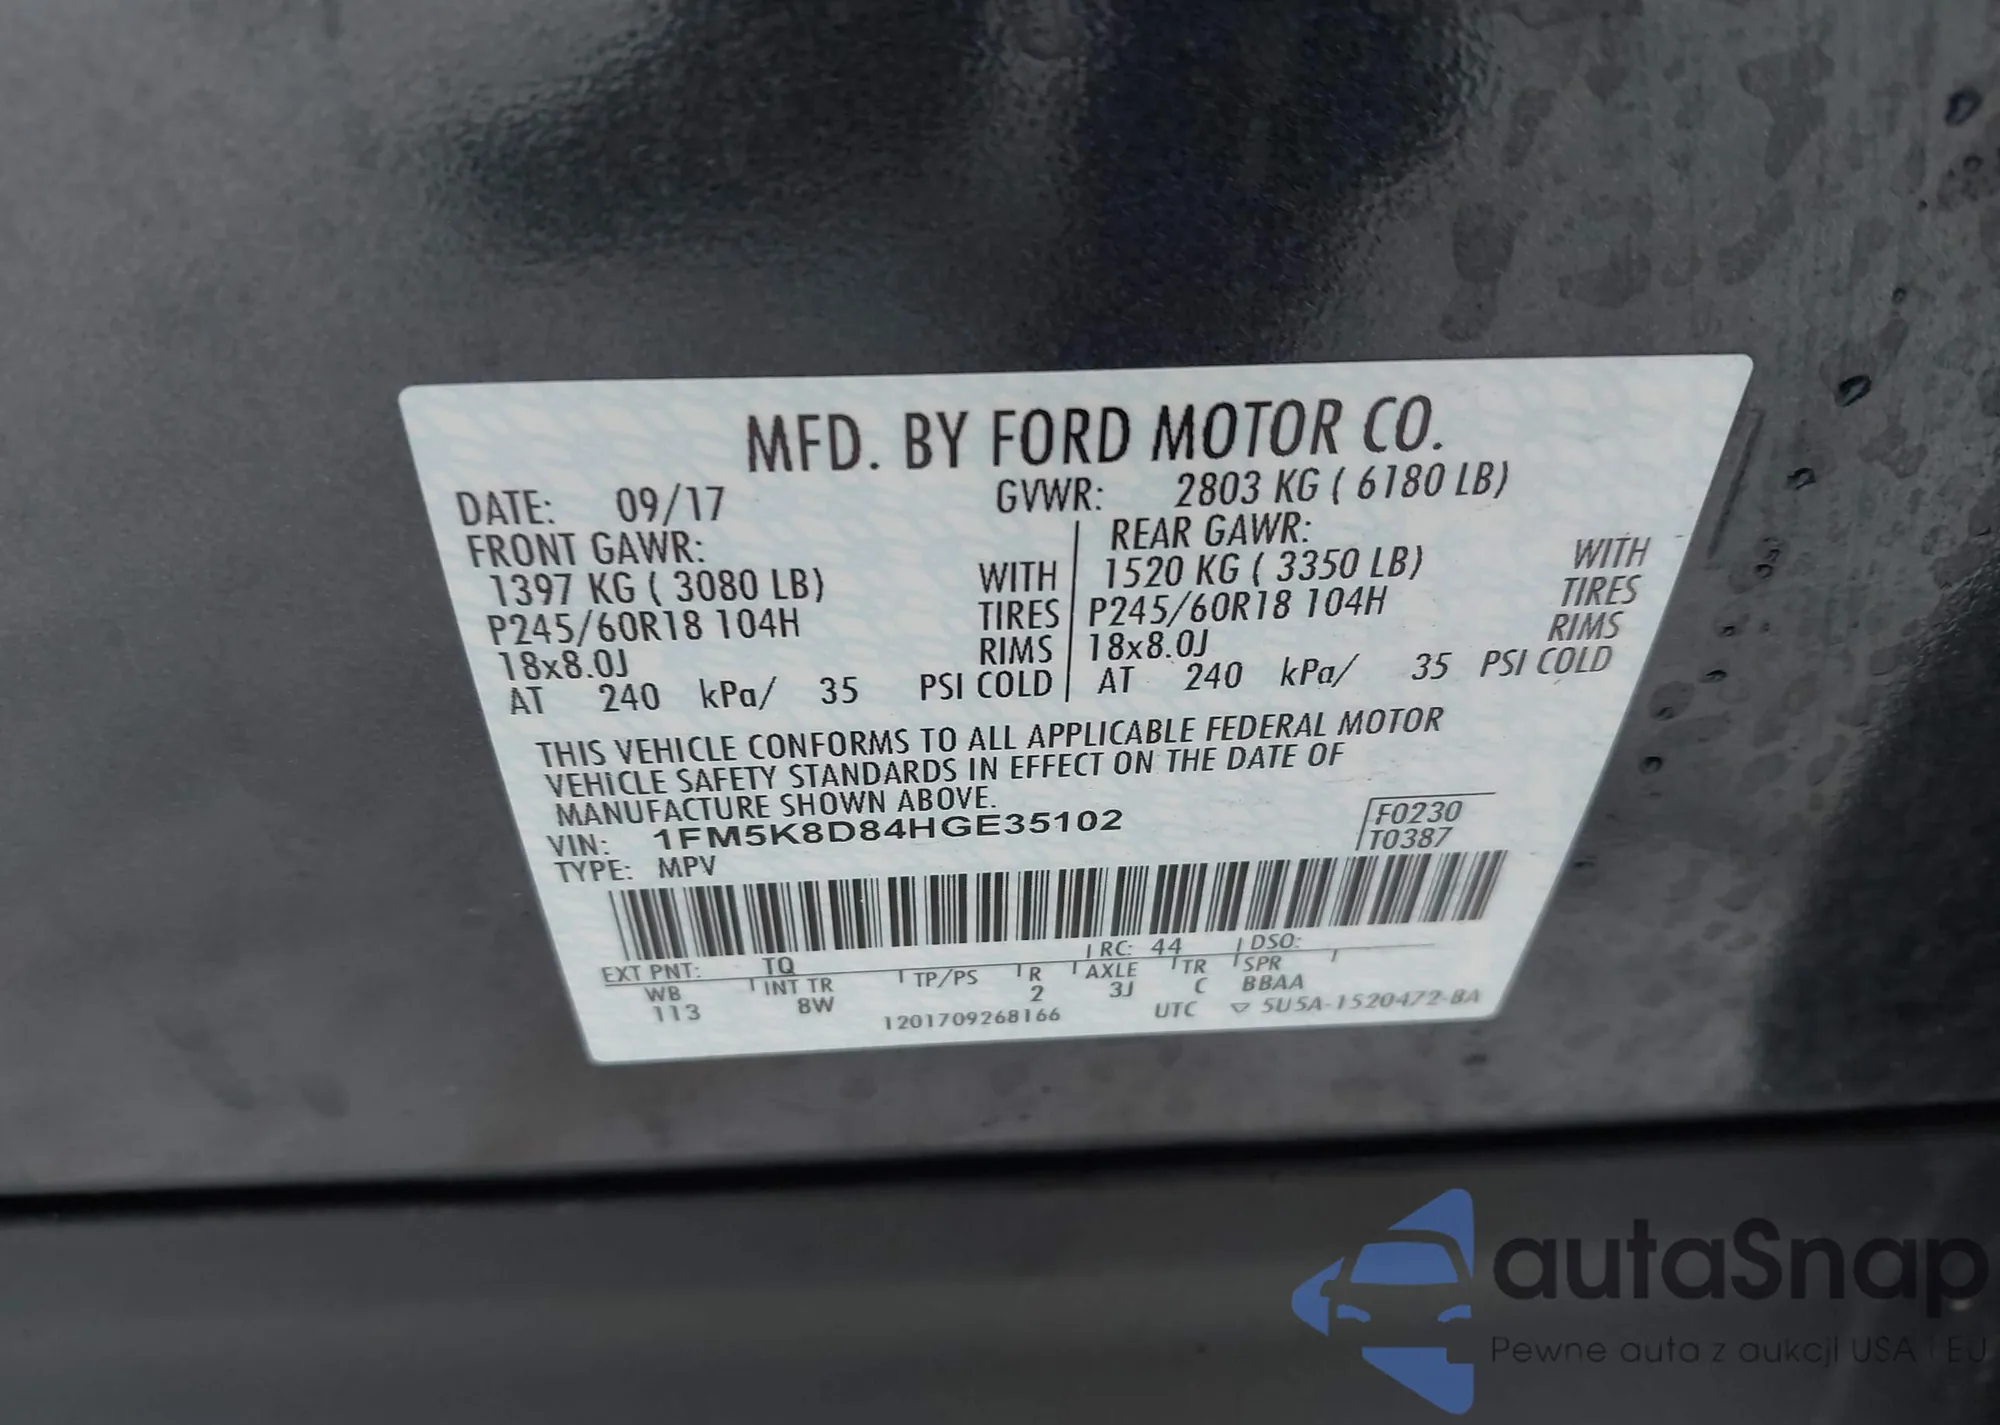 MFD. BY FORD MOTOR CO.
DATE: 09/17 GVWR: 2803 KG ( 6180 LB)
FRONT GAWR: REAR GAWR:
1397 KG ( 3080 LB) WITH 1520 KG ( 3350 LB) WITH
P245/60R18 104H TIRES P245/60R18 104H TIRES
18x8.0J RIMS 18x8.0J RIMS
AT 240 kPa/ 35 PSI COLD AT 240 kPa/ 35 PSI COLD
THIS VEHICLE CONFORMS TO ALL APPLICABLE FEDERAL MOTOR
VEHICLE SAFETY STANDARDS IN EFFECT ON THE DATE OF
MANUFACTURE SHOWN ABOVE.
VIN: 1FM5K8D84HGE35102 F0230
TYPE: MPV T0387
EXT PNT: TQ RC: 44 DSO:
WB INT TR TP/PS R AXLE TR SPR
113 8W 2 3J C BBAA
1201709268166 UTC ▽ 5U5A-1520472-BA
autaSnap
Pewne auta z aukcji USA | EU